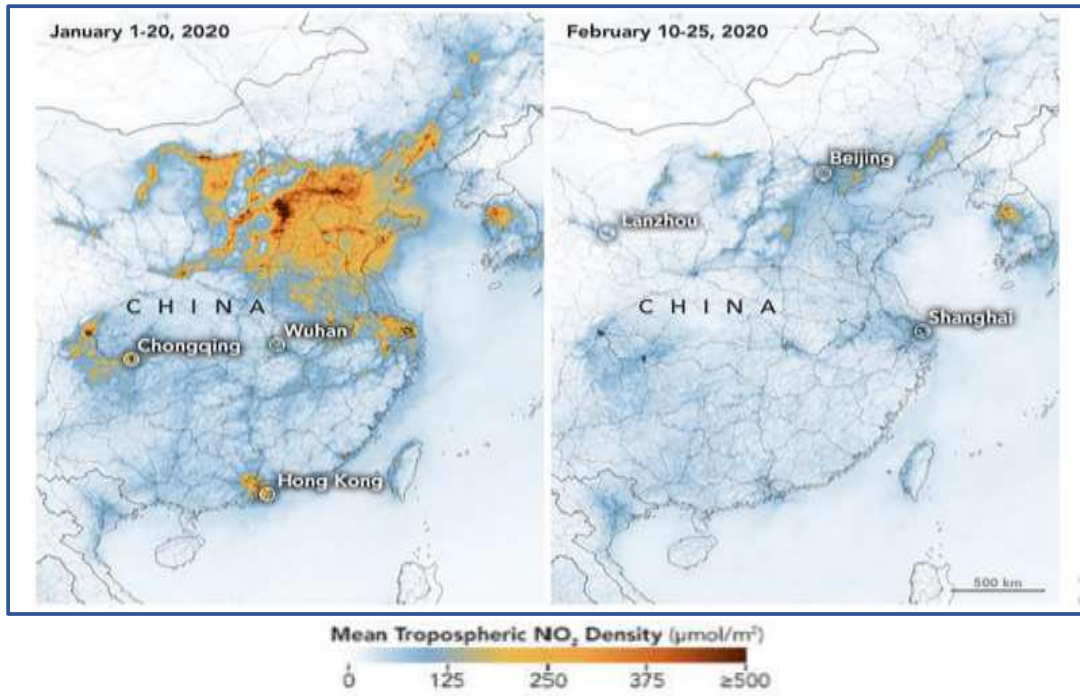 January 1-20, 2020
CHINA
Wuhan
Chongqing
Hong Kong
February 10-25, 2020
Beijing
Lanzhou
CHINA
Shanghai
500 km
Mean Tropospheric NO₂ Density (μmol/m²)
0 125 250 375 ≥500